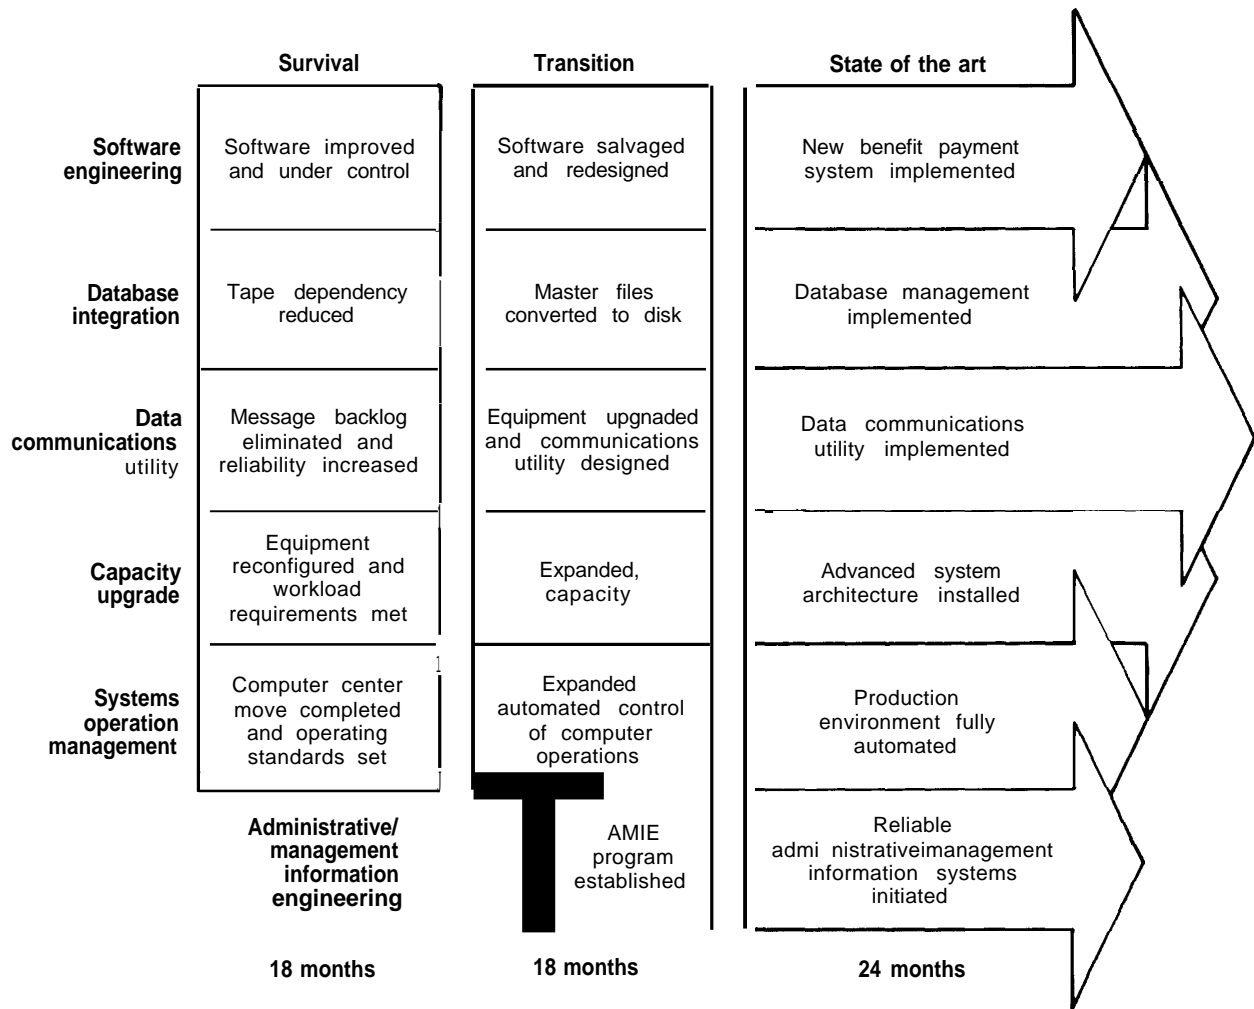 Survival
Transition
State of the art
Software
engineering
Software improved
and under control
Software salvaged
and redesigned
New benefit payment
system implemented
Database
integration
Tape dependency
reduced
Master files
converted to disk
Database management
implemented
Data
communications
utility
Message backlog
eliminated and
reliability increased
Equipment upgnaded
and communications
utility designed
Data communications
utility implemented
Capacity
upgrade
Equipment
reconfigured and
workload
requirements met
Expanded,
capacity
Advanced system
architecture installed
Systems
operation
management
Computer center
move completed
and operating
standards set
Expanded
automated control
of computer
operations
Production
environment fully
automated
Administrative/
management
information
engineering
AMIE
program
established
Reliable
admi nistrativeimanagement
information systems
initiated
18 months
18 months
24 months